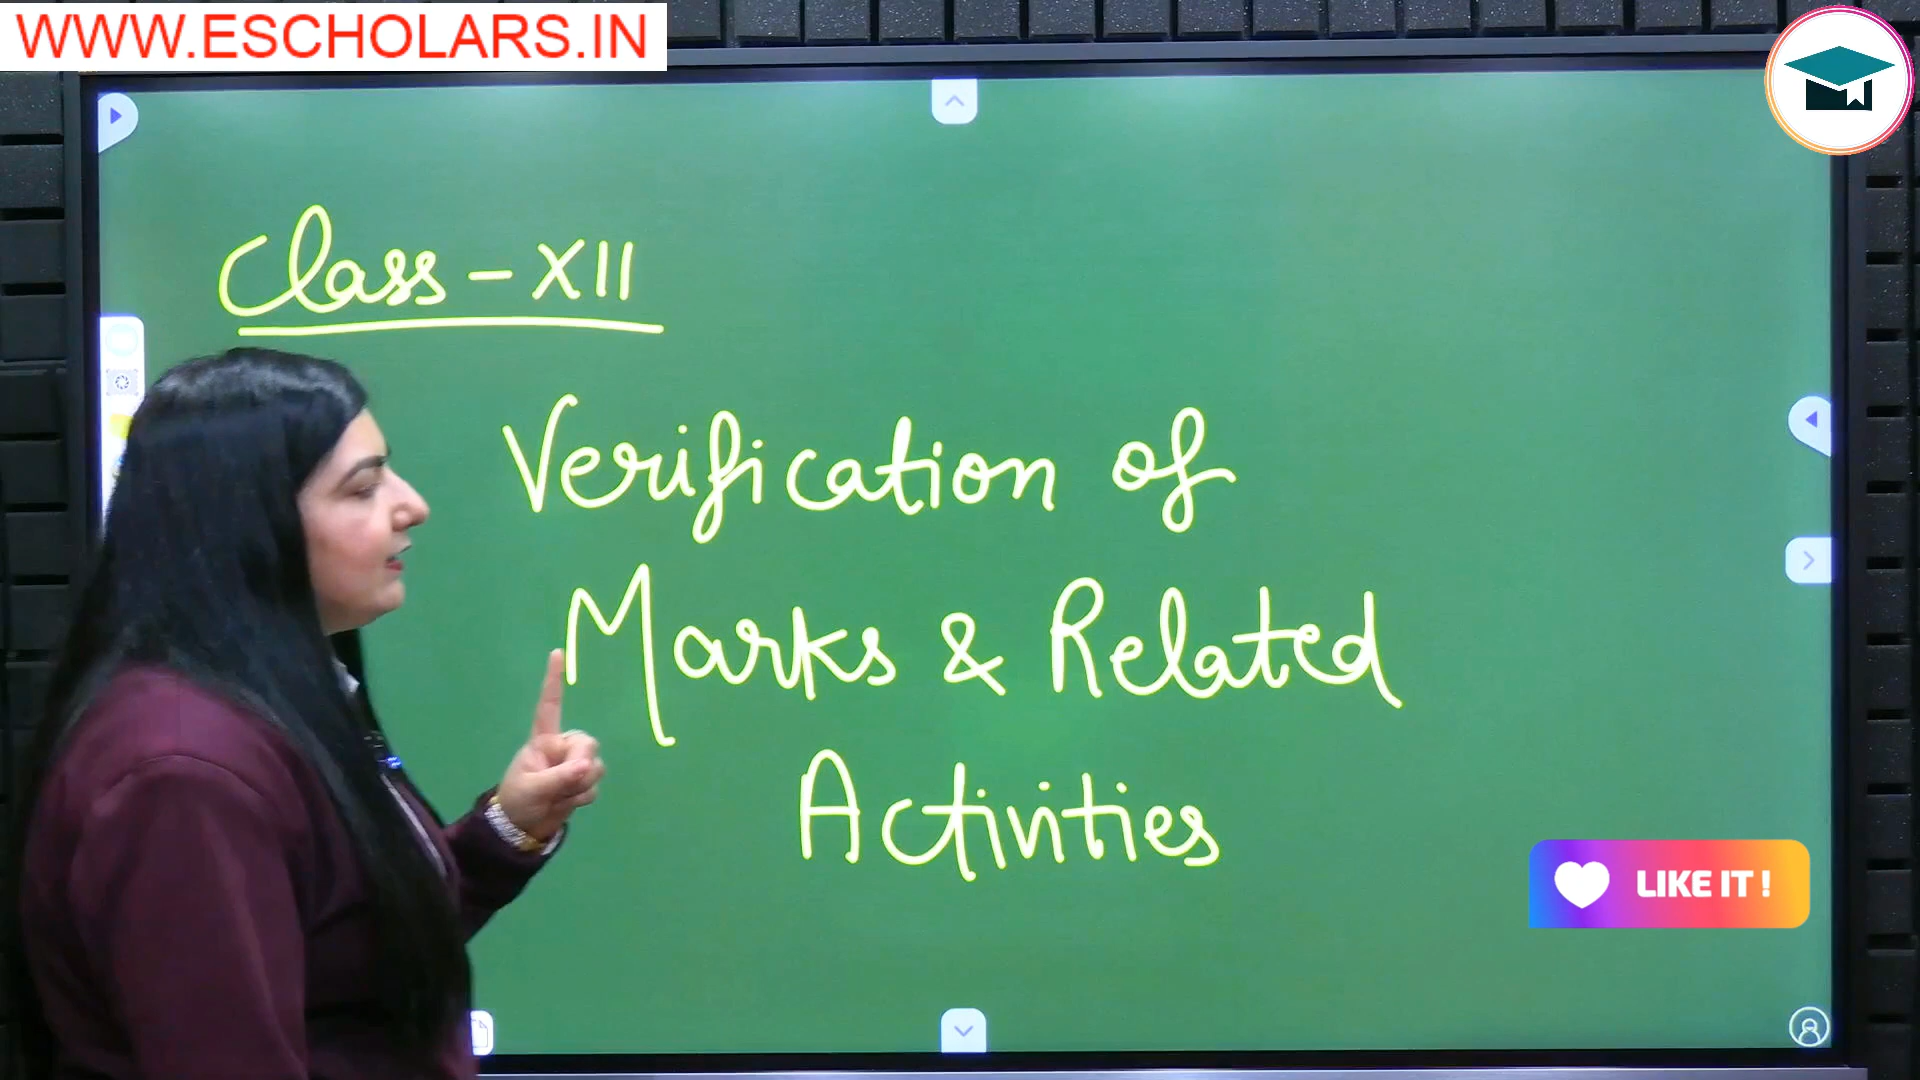 WWW.ESCHOLARS.IN
Class - XII
Verification of
Marks & Related
Activities
LIKE IT !